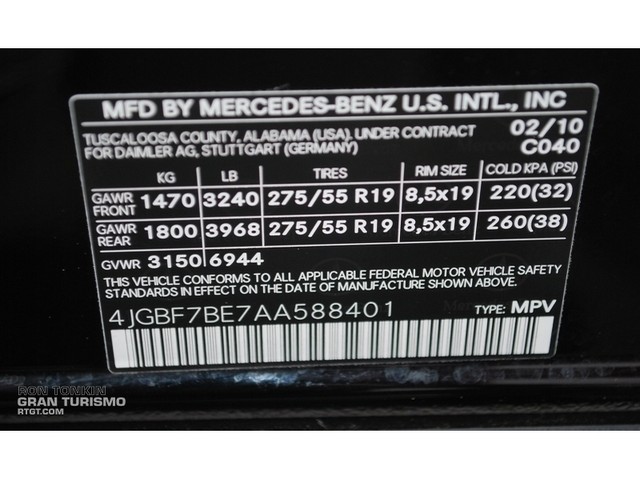 MFD BY MERCEDES-BENZ U.S. INTL., INC
TUSCALOOSA COUNTY, ALABAMA (USA). UNDER CONTRACT 02/10
FOR DAIMLER AG, STUTTGART (GERMANY) C040
KG LB TIRES RIM SIZE COLD KPA (PSI)
GAWR FRONT 1470 3240 275/55 R19 8,5x19 220(32)
GAWR REAR 1800 3968 275/55 R19 8,5x19 260(38)
GVWR 3150 6944
THIS VEHICLE CONFORMS TO ALL APPLICABLE FEDERAL MOTOR VEHICLE SAFETY
STANDARDS IN EFFECT ON THE DATE OF MANUFACTURE SHOWN ABOVE.
4JGBF7BE7AA588401 TYPE: MPV
RON TONKIN
GRAN TURISMO
RTGT.COM